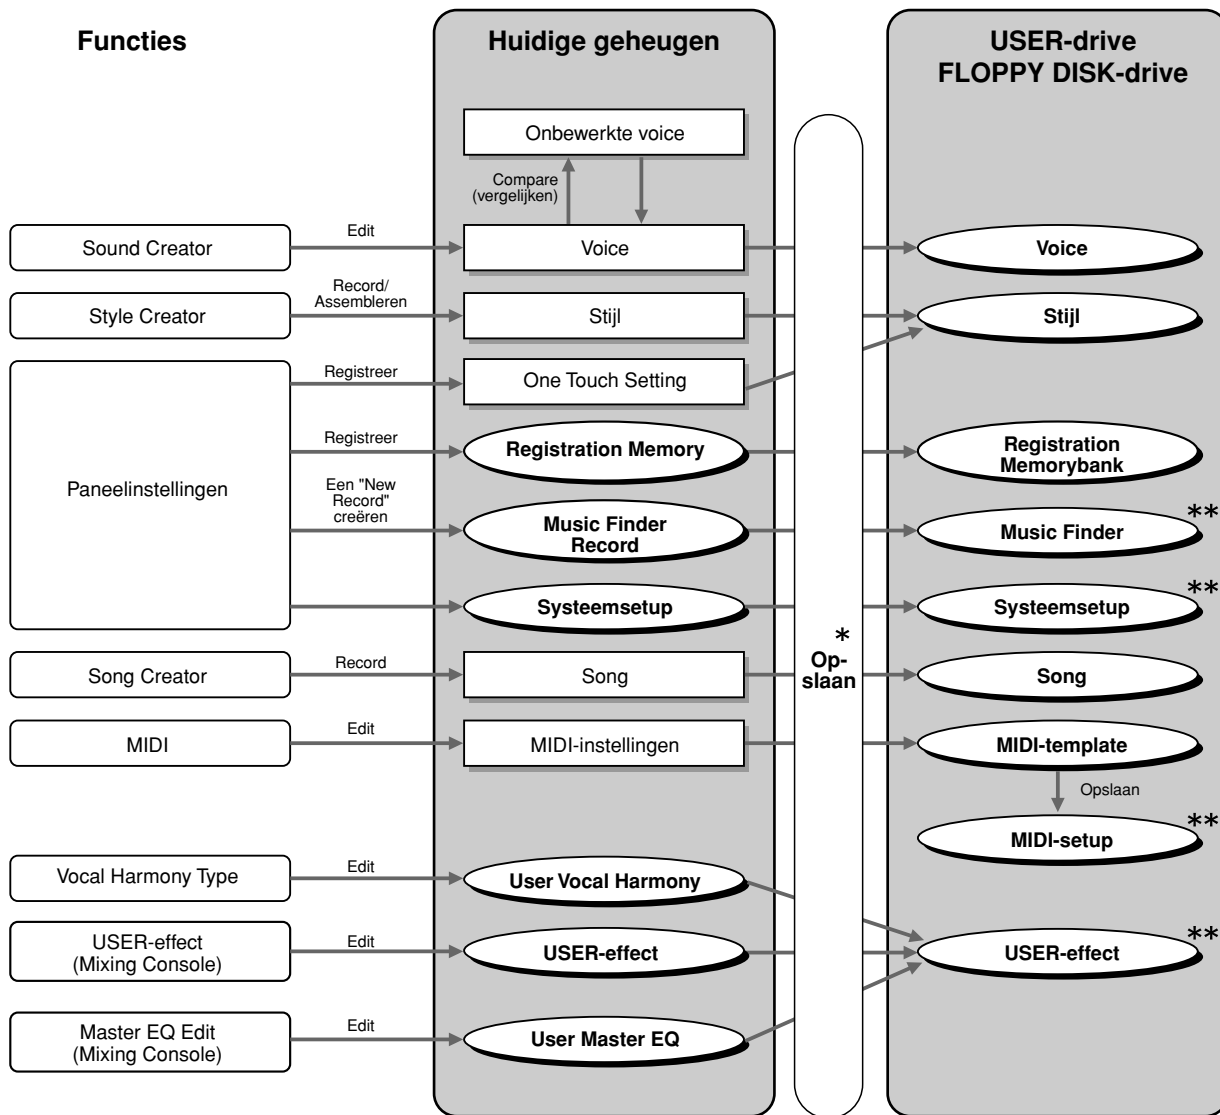 Functies
Huidige geheugen
USER-drive
FLOPPY DISK-drive
Onbewerkte voice
Compare
(vergelijken)
Sound Creator
Edit
Voice
Voice
Style Creator
Record/
Assembleren
Stijl
Stijl
Paneelinstellingen
Registreer
One Touch Setting
Registreer
Registration Memory
Registration
Memorybank
Een "New
Record"
creëren
Music Finder
Record
Music Finder
**
Systeemsetup
Systeemsetup
**
*
Op-
slaan
Song Creator
Record
Song
Song
MIDI
Edit
MIDI-instellingen
MIDI-template
Opslaan
MIDI-setup
**
Vocal Harmony Type
Edit
User Vocal Harmony
USER-effect
(Mixing Console)
Edit
USER-effect
USER-effect
**
Master EQ Edit
(Mixing Console)
Edit
User Master EQ